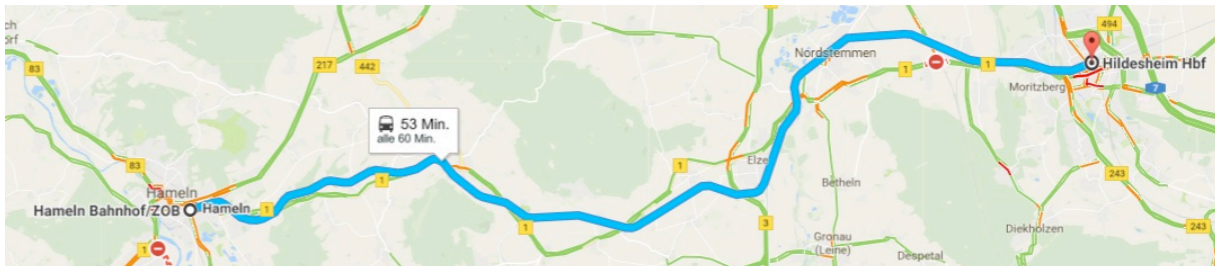 494
Nordstemmen
Hildesheim Hbf
1
1
Moritzberg
7
217
442
83
53 Min.
alle 60 Min.
83
1
1
Elze
Betheln
243
Hameln
Hameln Bahnhof/ZOB
Hameln
1
1
3
243
Diekholzen
Gronau
(Leine)
Despetal
1